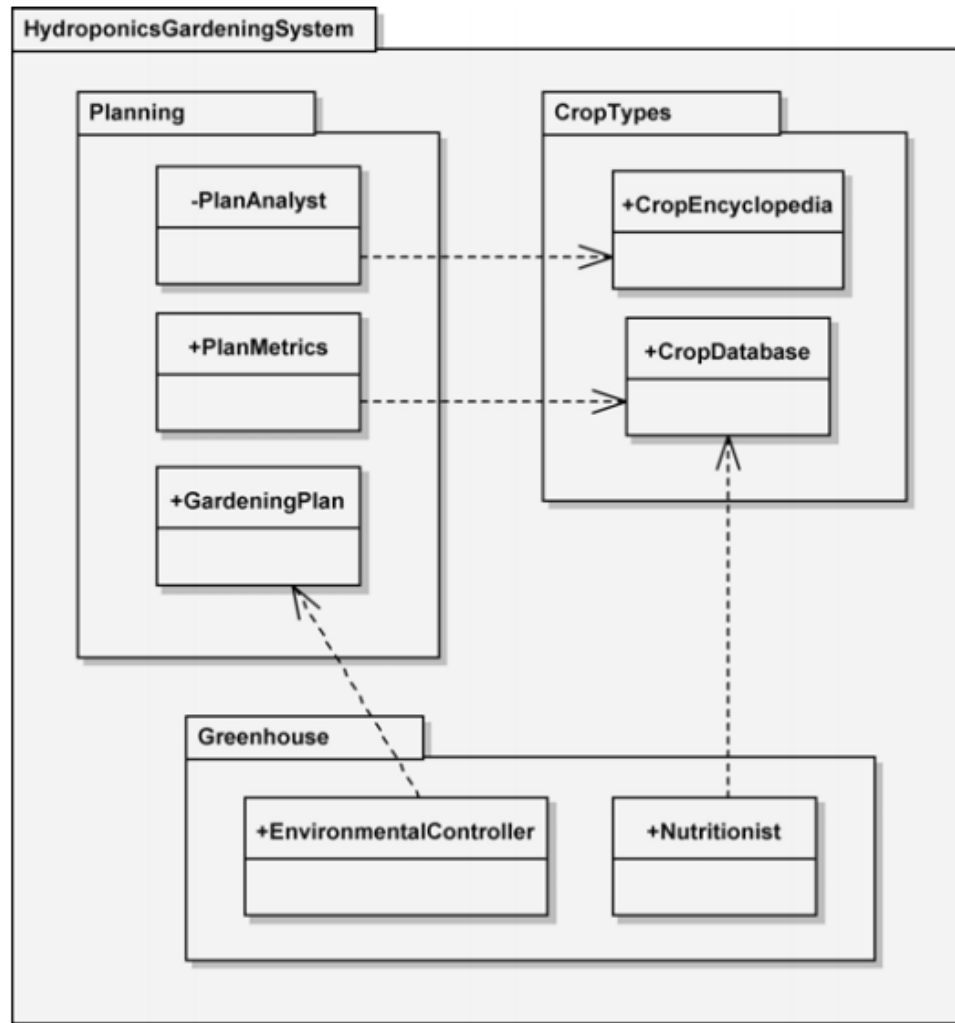 HydroponicsGardeningSystem
Planning
-PlanAnalyst
+PlanMetrics
+GardeningPlan
CropTypes
+CropEncyclopedia
+CropDatabase
Greenhouse
+EnvironmentalController
+Nutritionist